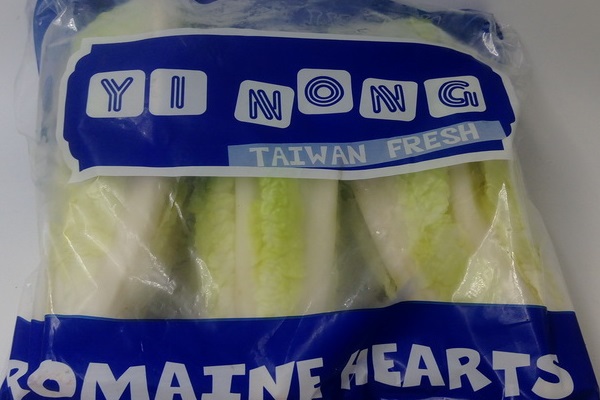 YI NONG
TAIWAN FRESH
ROMAINE HEARTS